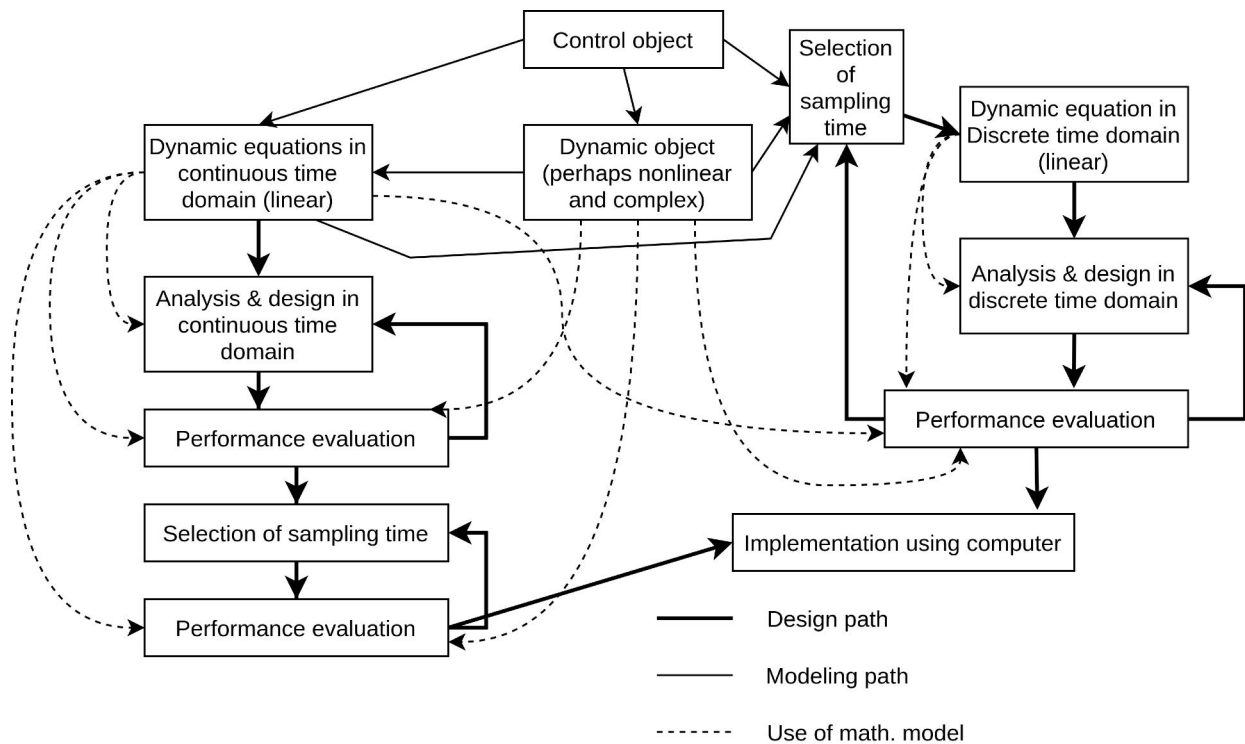 Control object
Selection
of
sampling
time
Dynamic equation in
Discrete time domain
(linear)
Dynamic equations in
continuous time
domain (linear)
Dynamic object
(perhaps nonlinear
and complex)
Analysis & design in
discrete time domain
Analysis & design in
continuous time
domain
Performance evaluation
Performance evaluation
Selection of sampling time
Implementation using computer
Performance evaluation
Design path
Modeling path
Use of math. model